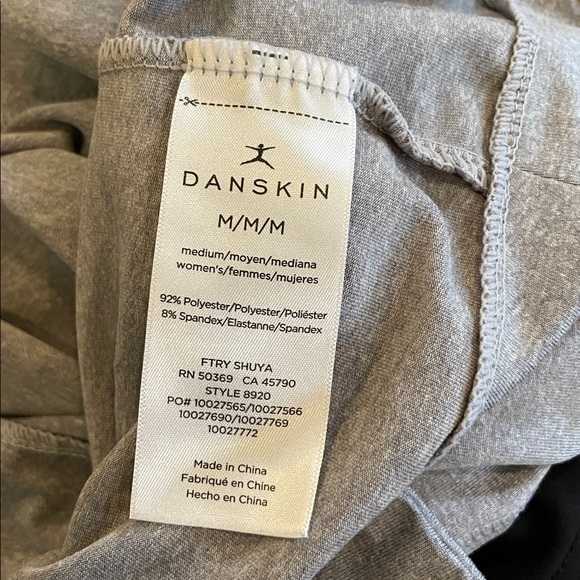 DANSKIN
M/M/M
medium/moyen/mediana
women's/femmes/mujeres
92% Polyester/Polyester/Poliéster
8% Spandex/Elastanne/Spandex
FTRY SHUYA
RN 50369 CA 45790
STYLE 8920
PO# 10027565/10027566
10027690/10027769
10027772
Made in China
Fabriqué en Chine
Hecho en China